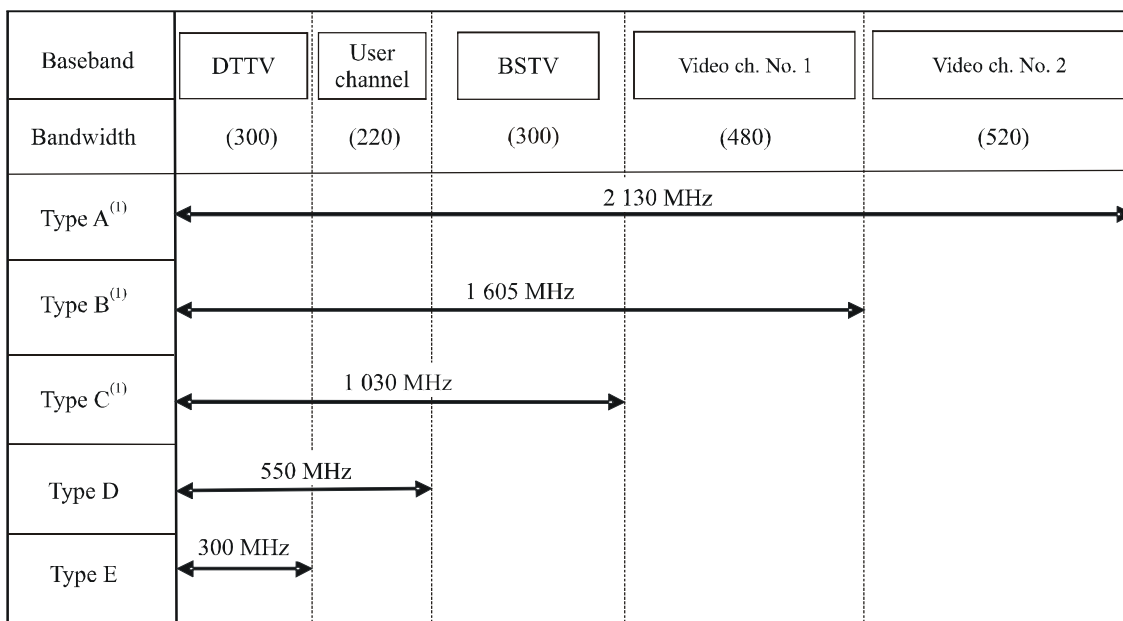 Baseband DTTV User channel BSTV Video ch. No. 1 Video ch. No. 2
Bandwidth (300) (220) (300) (480) (520)
Type A(1) 2 130 MHz
Type B(1) 1 605 MHz
Type C(1) 1 030 MHz
Type D 550 MHz
Type E 300 MHz